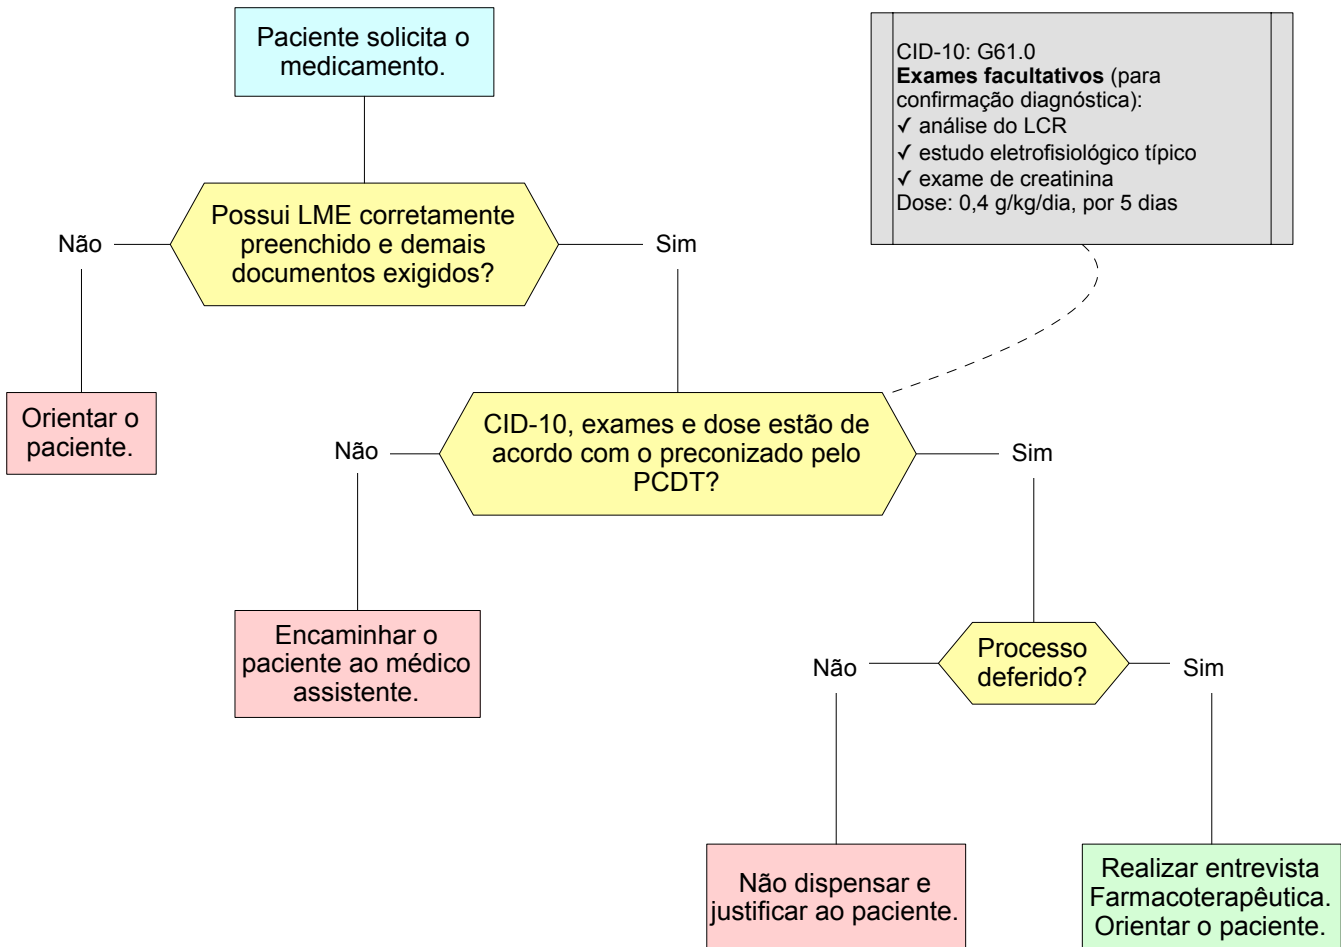 Paciente solicita o
medicamento.
CID-10: G61.0
Exames facultativos (para
confirmação diagnóstica):
✓ análise do LCR
✓ estudo eletrofisiológico típico
✓ exame de creatinina
Dose: 0,4 g/kg/dia, por 5 dias
Possui LME corretamente
preenchido e demais
documentos exigidos?
Não
Sim
Orientar o
paciente.
CID-10, exames e dose estão de
acordo com o preconizado pelo
PCDT?
Não
Sim
Encaminhar o
paciente ao médico
assistente.
Processo
deferido?
Não
Sim
Não dispensar e
justificar ao paciente.
Realizar entrevista
Farmacoterapêutica.
Orientar o paciente.